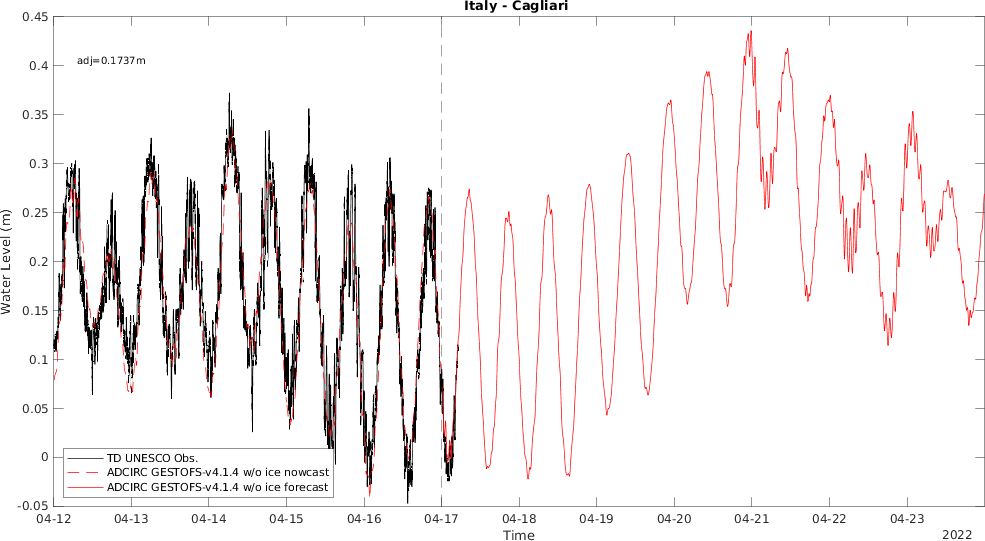 Italy - Cagliari
0.45
0.4
0.35
0.3
0.25
0.2
0.15
0.1
0.05
0
-0.05
Water Level (m)
adj=0.1737m
TD UNESCO Obs.
ADCIRC GESTOFS-v4.1.4 w/o ice nowcast
ADCIRC GESTOFS-v4.1.4 w/o ice forecast
04-12 04-13 04-14 04-15 04-16 04-17 04-18 04-19 04-20 04-21 04-22 04-23
Time
2022